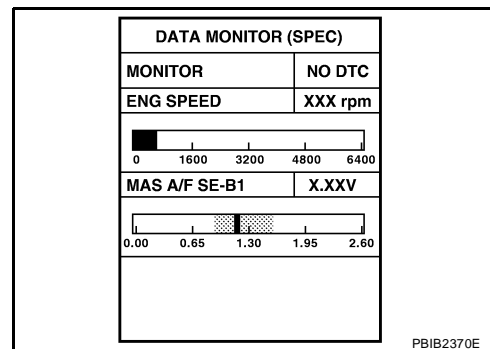 DATA MONITOR (SPEC)
MONITOR NO DTC
ENG SPEED XXX rpm
0 1600 3200 4800 6400
MAS A/F SE-B1 X.XXV
0.00 0.65 1.30 1.95 2.60
PBIB2370E